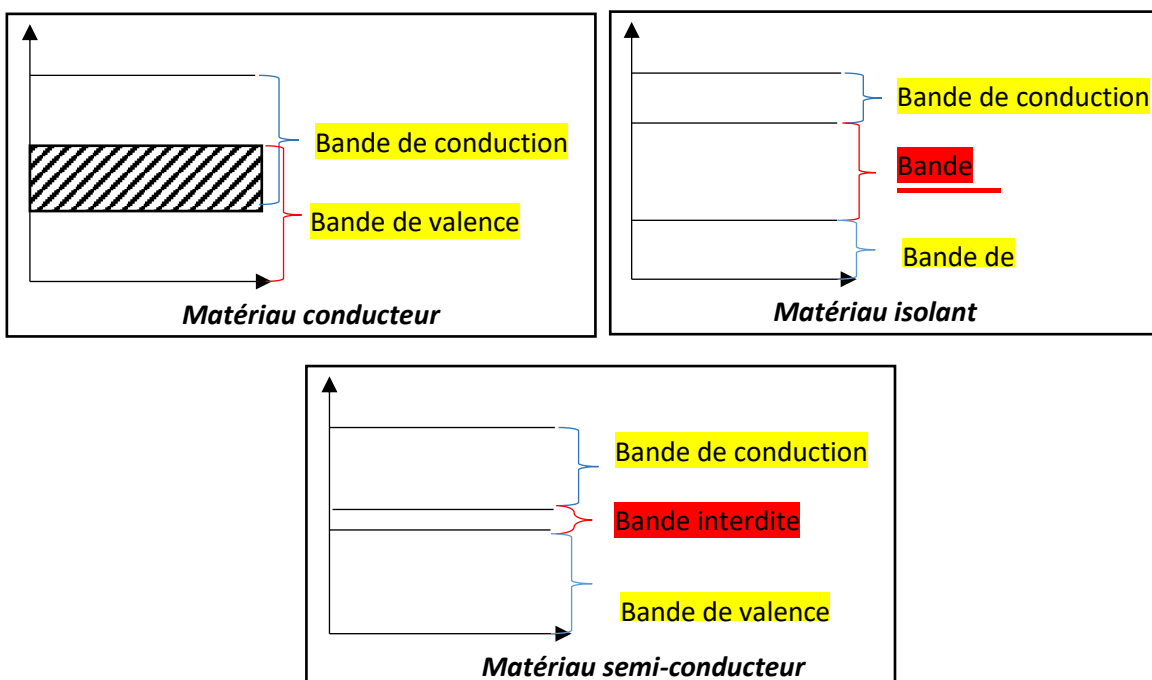 Bande de conduction
Bande de valence
Matériau conducteur
Bande de conduction
Bande
Bande de
Matériau isolant
Bande de conduction
Bande interdite
Bande de valence
Matériau semi-conducteur